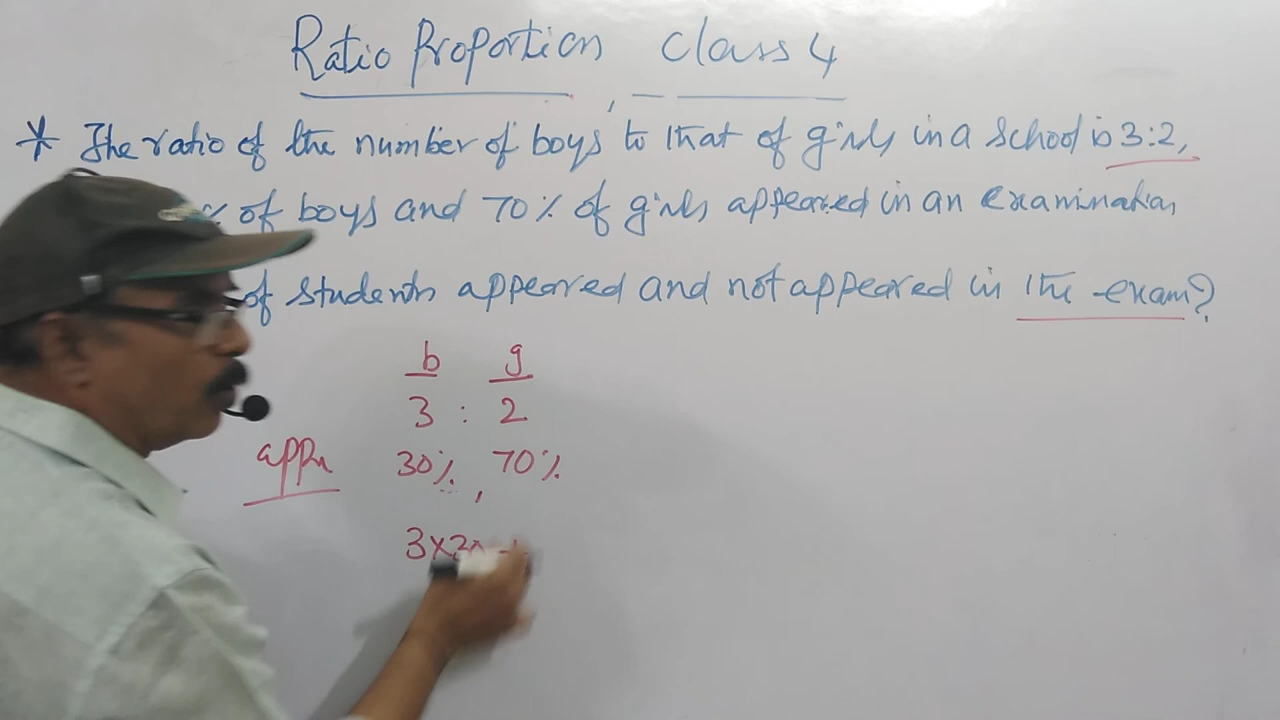 Ratio Proportion, Class 4
* The ratio of the number of boys to that of girls in a school is 3:2,
% of boys and 70% of girls appeared in an examination
of students appeared and not appeared in the exam?
b g
3 : 2
appn 30%, 70%
3x30 +